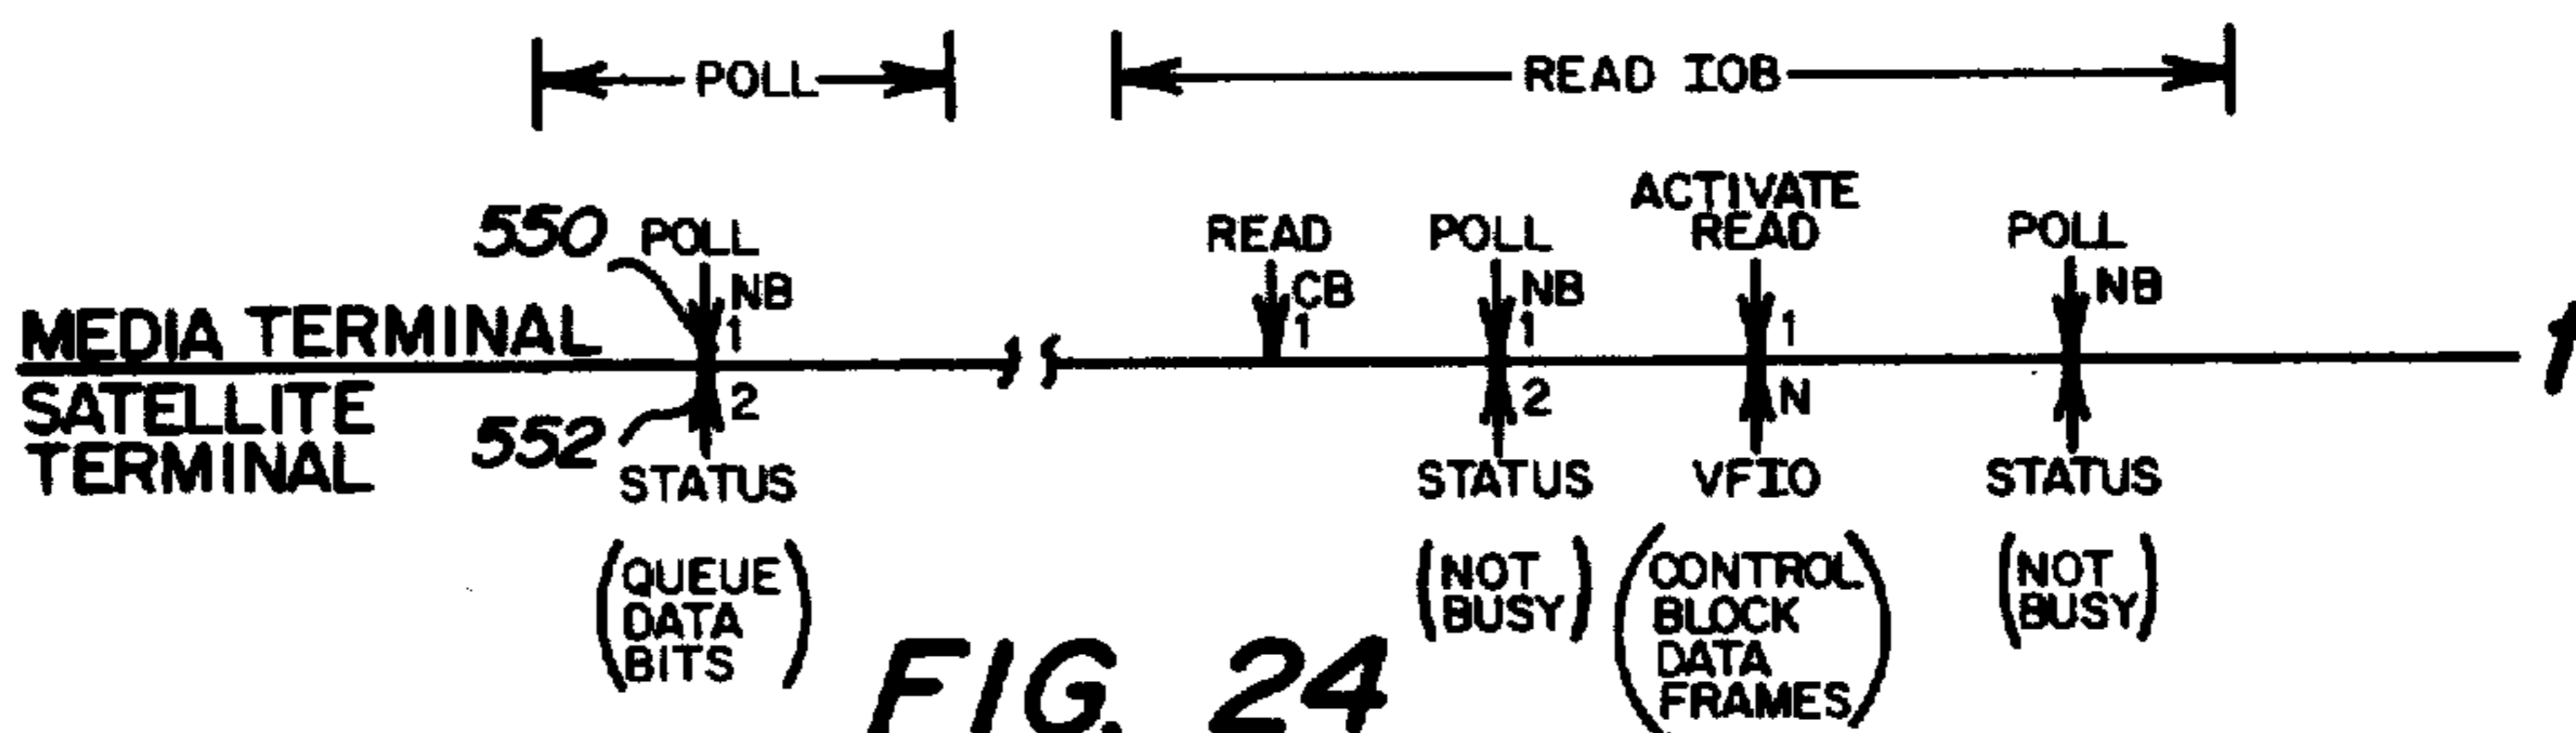 POLL
READ IOB
550
POLL
NB
1
READ
CB
1
POLL
NB
1
ACTIVATE
READ
1
POLL
NB
MEDIA TERMINAL
SATELLITE
TERMINAL
552
2
STATUS
(QUEUE
DATA
BITS)
2
STATUS
(NOT
BUSY)
N
VFIO
(CONTROL
BLOCK
DATA
FRAMES)
STATUS
(NOT
BUSY)
FIG. 24